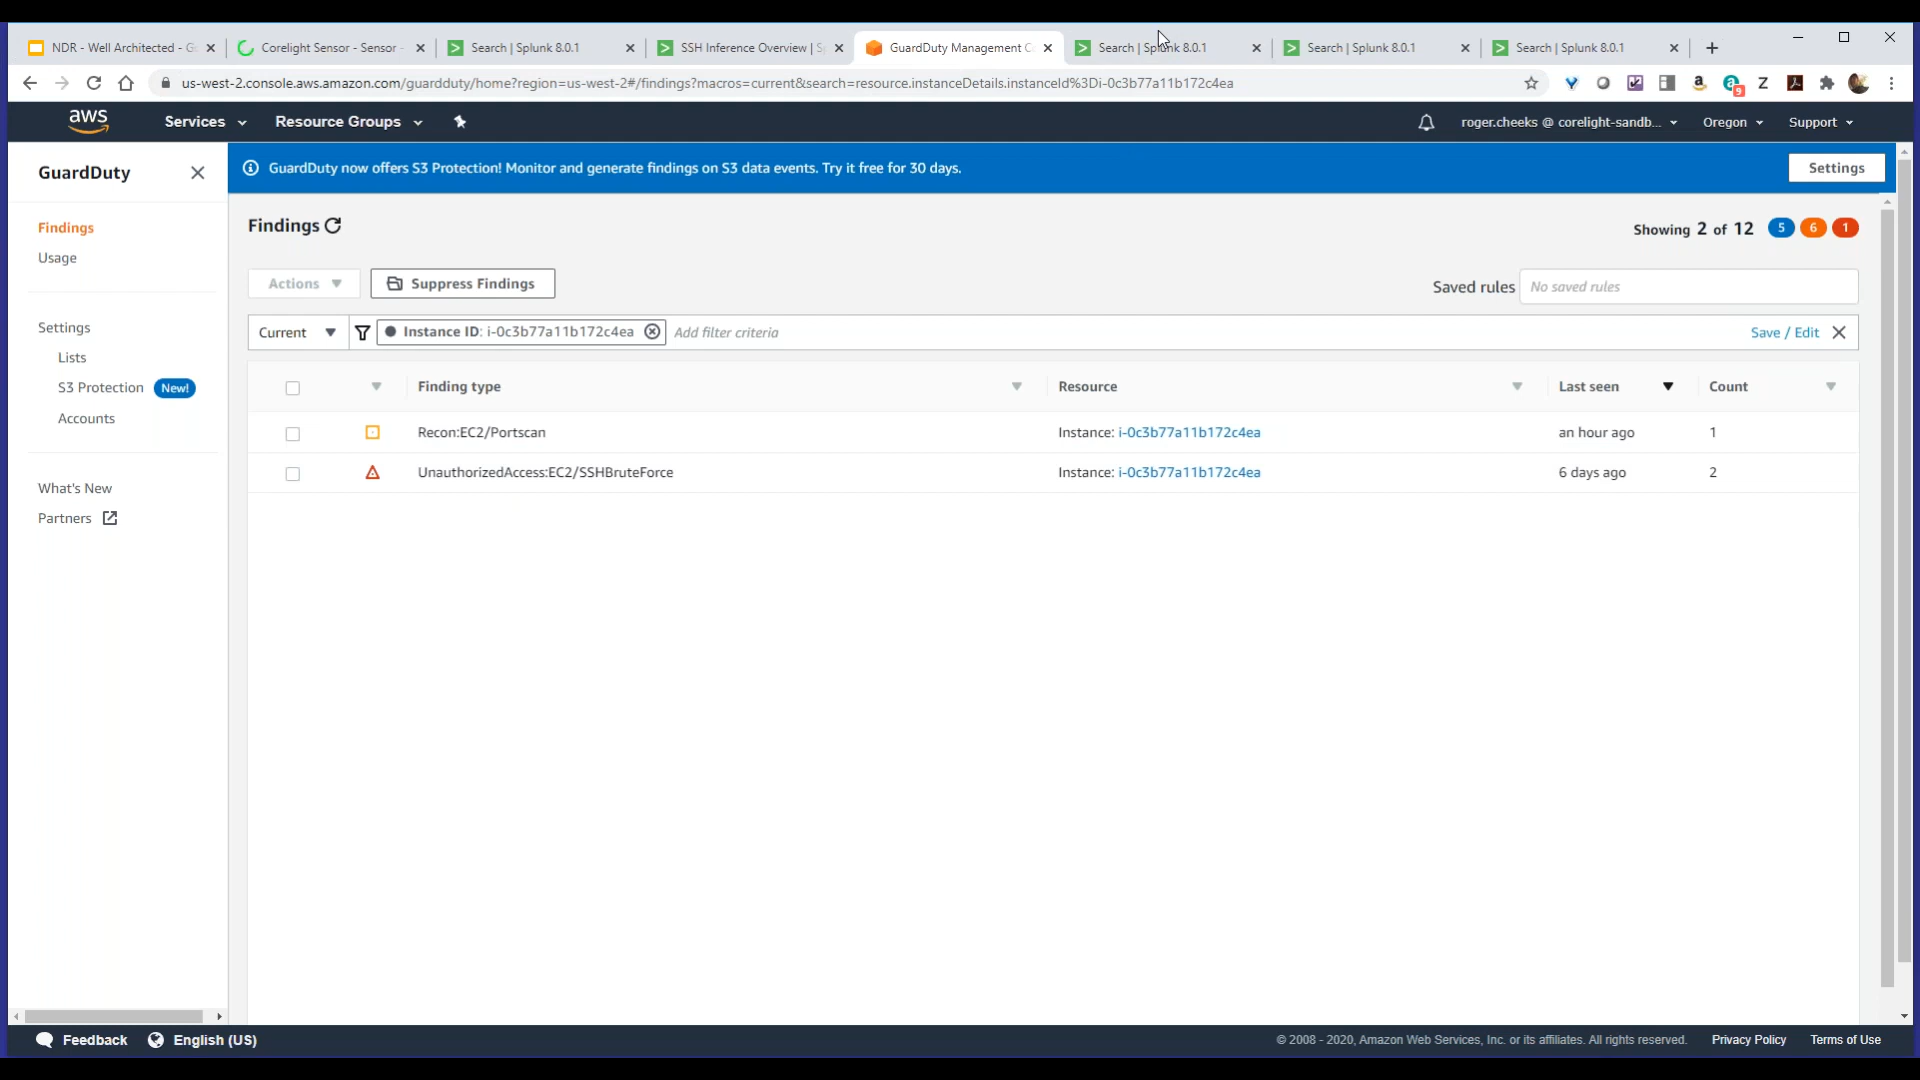 NDR - Well Architected - G
Corelight Sensor - Sensor -
Search | Splunk 8.0.1
SSH Inference Overview | S
GuardDuty Management C
Search | Splunk 8.0.1
Search | Splunk 8.0.1
Search | Splunk 8.0.1
us-west-2.console.aws.amazon.com/guardduty/home?region=us-west-2#/findings?macros=current&search=resource.instanceDetails.instanceId%3Di-0c3b77a11b172c4ea
a
a
9
Z
aws
Services
Resource Groups
roger.cheeks @ corelight-sandb...
Oregon
Support
GuardDuty
GuardDuty now offers S3 Protection! Monitor and generate findings on S3 data events. Try it free for 30 days.
Settings
Findings
Usage
Settings
Lists
S3 Protection New!
Accounts
What's New
Partners
Findings
Showing 2 of 12
5
6
1
Actions
Suppress Findings
Saved rules
No saved rules
Current
Instance ID: i-0c3b77a11b172c4ea
Add filter criteria
Save / Edit
Finding type
Resource
Last seen
Count
Recon:EC2/Portscan
Instance: i-0c3b77a11b172c4ea
an hour ago
1
UnauthorizedAccess:EC2/SSHBruteForce
Instance: i-0c3b77a11b172c4ea
6 days ago
2
Feedback
English (US)
© 2008 - 2020, Amazon Web Services, Inc. or its affiliates. All rights reserved.
Privacy Policy
Terms of Use